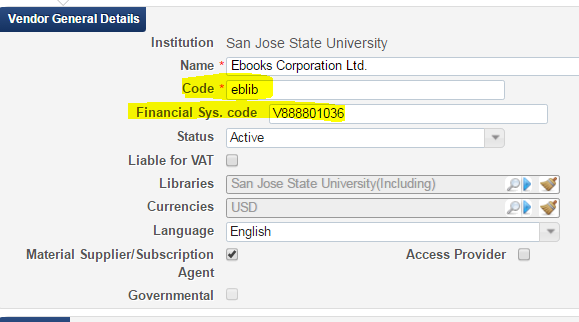 Vendor General Details
Institution San Jose State University
Name * Ebooks Corporation Ltd.
Code * eblib
Financial Sys. code V888801036
Status Active
Liable for VAT
Libraries San Jose State University(Including)
Currencies USD
Language English
Material Supplier/Subscription Agent Access Provider
Governmental